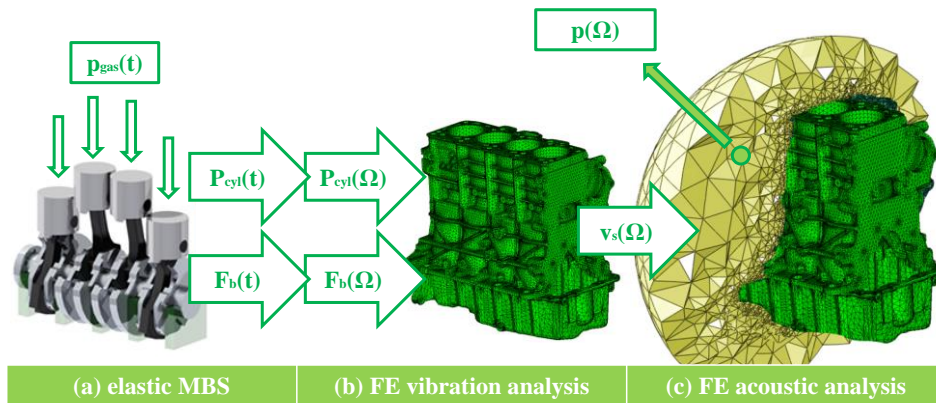 p(Ω)
pgas(t)
Pcyl(t) Pcyl(Ω)
vs(Ω)
Fb(t) Fb(Ω)
(a) elastic MBS (b) FE vibration analysis (c) FE acoustic analysis